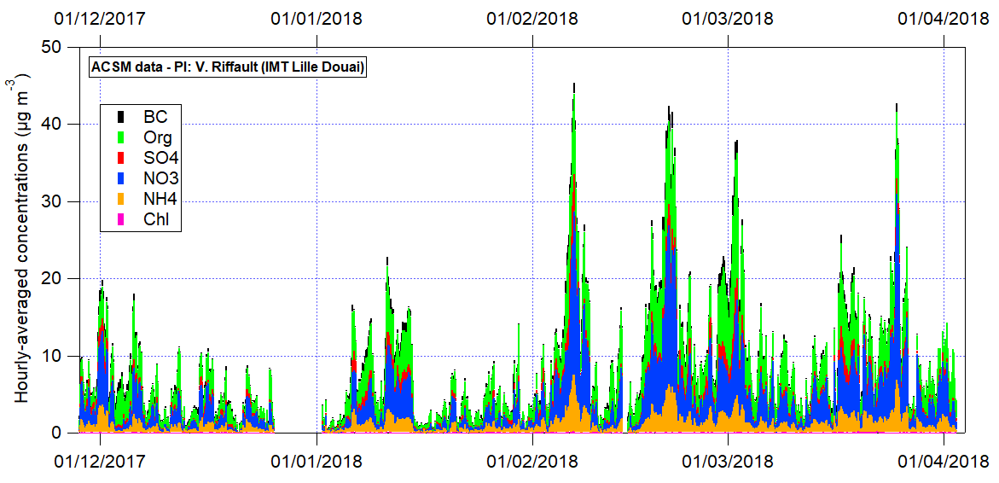 01/12/2017 01/01/2018 01/02/2018 01/03/2018 01/04/2018
50
ACSM data - PI: V. Riffault (IMT Lille Douai)
Hourly-averaged concentrations (µg m-3)
BC
40
Org
SO4
NO3
30
NH4
Chl
20
10
0
01/12/2017 01/01/2018 01/02/2018 01/03/2018 01/04/2018